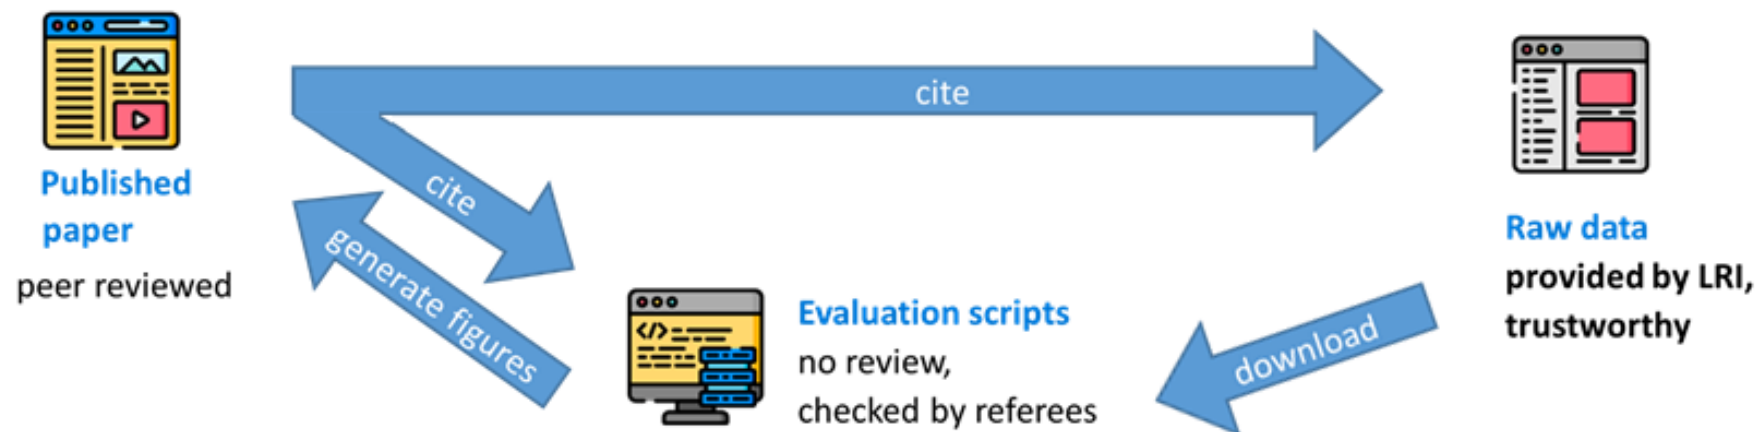 cite
Published
paper
peer reviewed
cite
generate figures
Evaluation scripts
no review,
checked by referees
download
Raw data
provided by LRI,
trustworthy